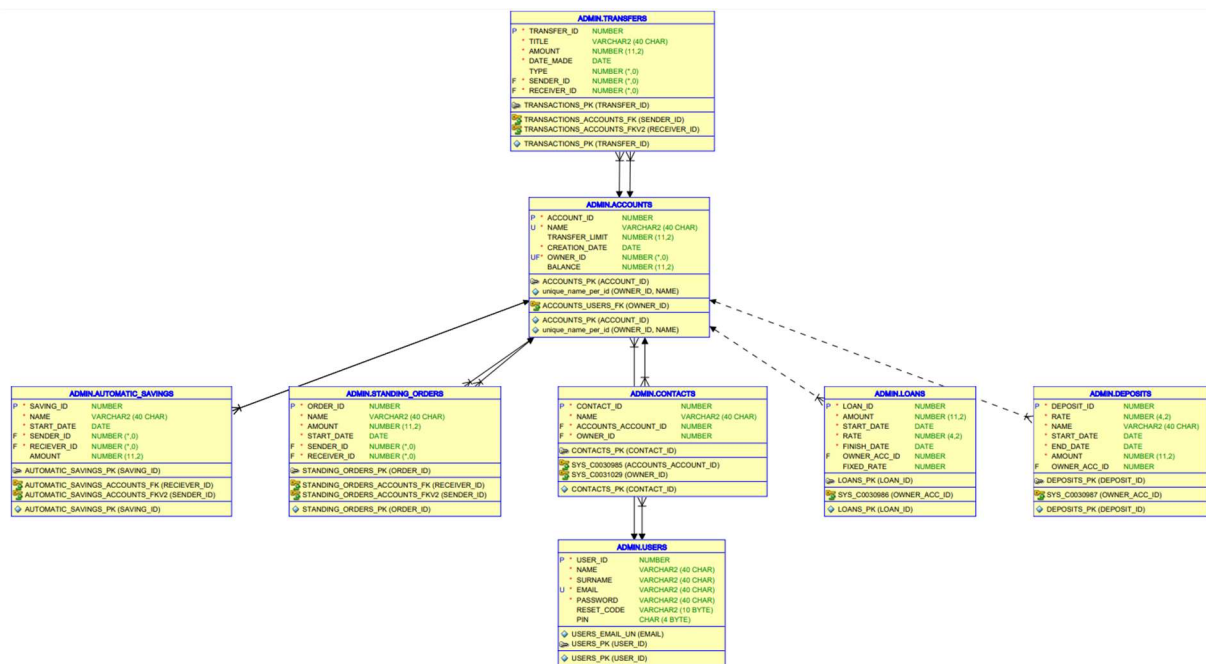 ADMIN.TRANSFERS
P * TRANSFER_ID NUMBER
* TITLE VARCHAR2 (40 CHAR)
* AMOUNT NUMBER (11,2)
* DATE_MADE DATE
TYPE NUMBER (*,0)
F * SENDER_ID NUMBER (*,0)
F * RECEIVER_ID NUMBER (*,0)
TRANSACTIONS_PK (TRANSFER_ID)
TRANSACTIONS_ACCOUNTS_FK (SENDER_ID)
TRANSACTIONS_ACCOUNTS_FKV2 (RECEIVER_ID)
TRANSACTIONS_PK (TRANSFER_ID)
ADMIN.ACCOUNTS
P * ACCOUNT_ID NUMBER
U * NAME VARCHAR2 (40 CHAR)
TRANSFER_LIMIT NUMBER (11,2)
* CREATION_DATE DATE
UF* OWNER_ID NUMBER (*,0)
BALANCE NUMBER (11,2)
ACCOUNTS_PK (ACCOUNT_ID)
unique_name_per_id (OWNER_ID, NAME)
ACCOUNTS_USERS_FK (OWNER_ID)
ACCOUNTS_PK (ACCOUNT_ID)
unique_name_per_id (OWNER_ID, NAME)
ADMIN.AUTOMATIC_SAVINGS
P * SAVING_ID NUMBER
* NAME VARCHAR2 (40 CHAR)
* START_DATE DATE
F * SENDER_ID NUMBER (*,0)
F * RECIEVER_ID NUMBER (*,0)
AMOUNT NUMBER (11,2)
AUTOMATIC_SAVINGS_PK (SAVING_ID)
AUTOMATIC_SAVINGS_ACCOUNTS_FK (RECIEVER_ID)
AUTOMATIC_SAVINGS_ACCOUNTS_FKV2 (SENDER_ID)
AUTOMATIC_SAVINGS_PK (SAVING_ID)
ADMIN.STANDING_ORDERS
P * ORDER_ID NUMBER
* NAME VARCHAR2 (40 CHAR)
* AMOUNT NUMBER (11,2)
* START_DATE DATE
F * SENDER_ID NUMBER (*,0)
F * RECEIVER_ID NUMBER (*,0)
STANDING_ORDERS_PK (ORDER_ID)
STANDING_ORDERS_ACCOUNTS_FK (RECEIVER_ID)
STANDING_ORDERS_ACCOUNTS_FKV2 (SENDER_ID)
STANDING_ORDERS_PK (ORDER_ID)
ADMIN.CONTACTS
P * CONTACT_ID NUMBER
* NAME VARCHAR2 (40 CHAR)
F * ACCOUNTS_ACCOUNT_ID NUMBER
F * OWNER_ID NUMBER
CONTACTS_PK (CONTACT_ID)
SYS_C0030985 (ACCOUNTS_ACCOUNT_ID)
SYS_C0031029 (OWNER_ID)
CONTACTS_PK (CONTACT_ID)
ADMIN.LOANS
P * LOAN_ID NUMBER
* AMOUNT NUMBER (11,2)
* START_DATE DATE
* RATE NUMBER (4,2)
* FINISH_DATE DATE
F OWNER_ACC_ID NUMBER
FIXED_RATE NUMBER
LOANS_PK (LOAN_ID)
SYS_C0030986 (OWNER_ACC_ID)
LOANS_PK (LOAN_ID)
ADMIN.DEPOSITS
P * DEPOSIT_ID NUMBER
* RATE NUMBER (4,2)
* NAME VARCHAR2 (40 CHAR)
* START_DATE DATE
* END_DATE DATE
* AMOUNT NUMBER (11,2)
F OWNER_ACC_ID NUMBER
DEPOSITS_PK (DEPOSIT_ID)
SYS_C0030987 (OWNER_ACC_ID)
DEPOSITS_PK (DEPOSIT_ID)
ADMIN.USERS
P * USER_ID NUMBER
* NAME VARCHAR2 (40 CHAR)
* SURNAME VARCHAR2 (40 CHAR)
U * EMAIL VARCHAR2 (40 CHAR)
* PASSWORD VARCHAR2 (40 CHAR)
RESET_CODE VARCHAR2 (10 BYTE)
PIN CHAR (4 BYTE)
USERS_EMAIL_UN (EMAIL)
USERS_PK (USER_ID)
USERS_PK (USER_ID)